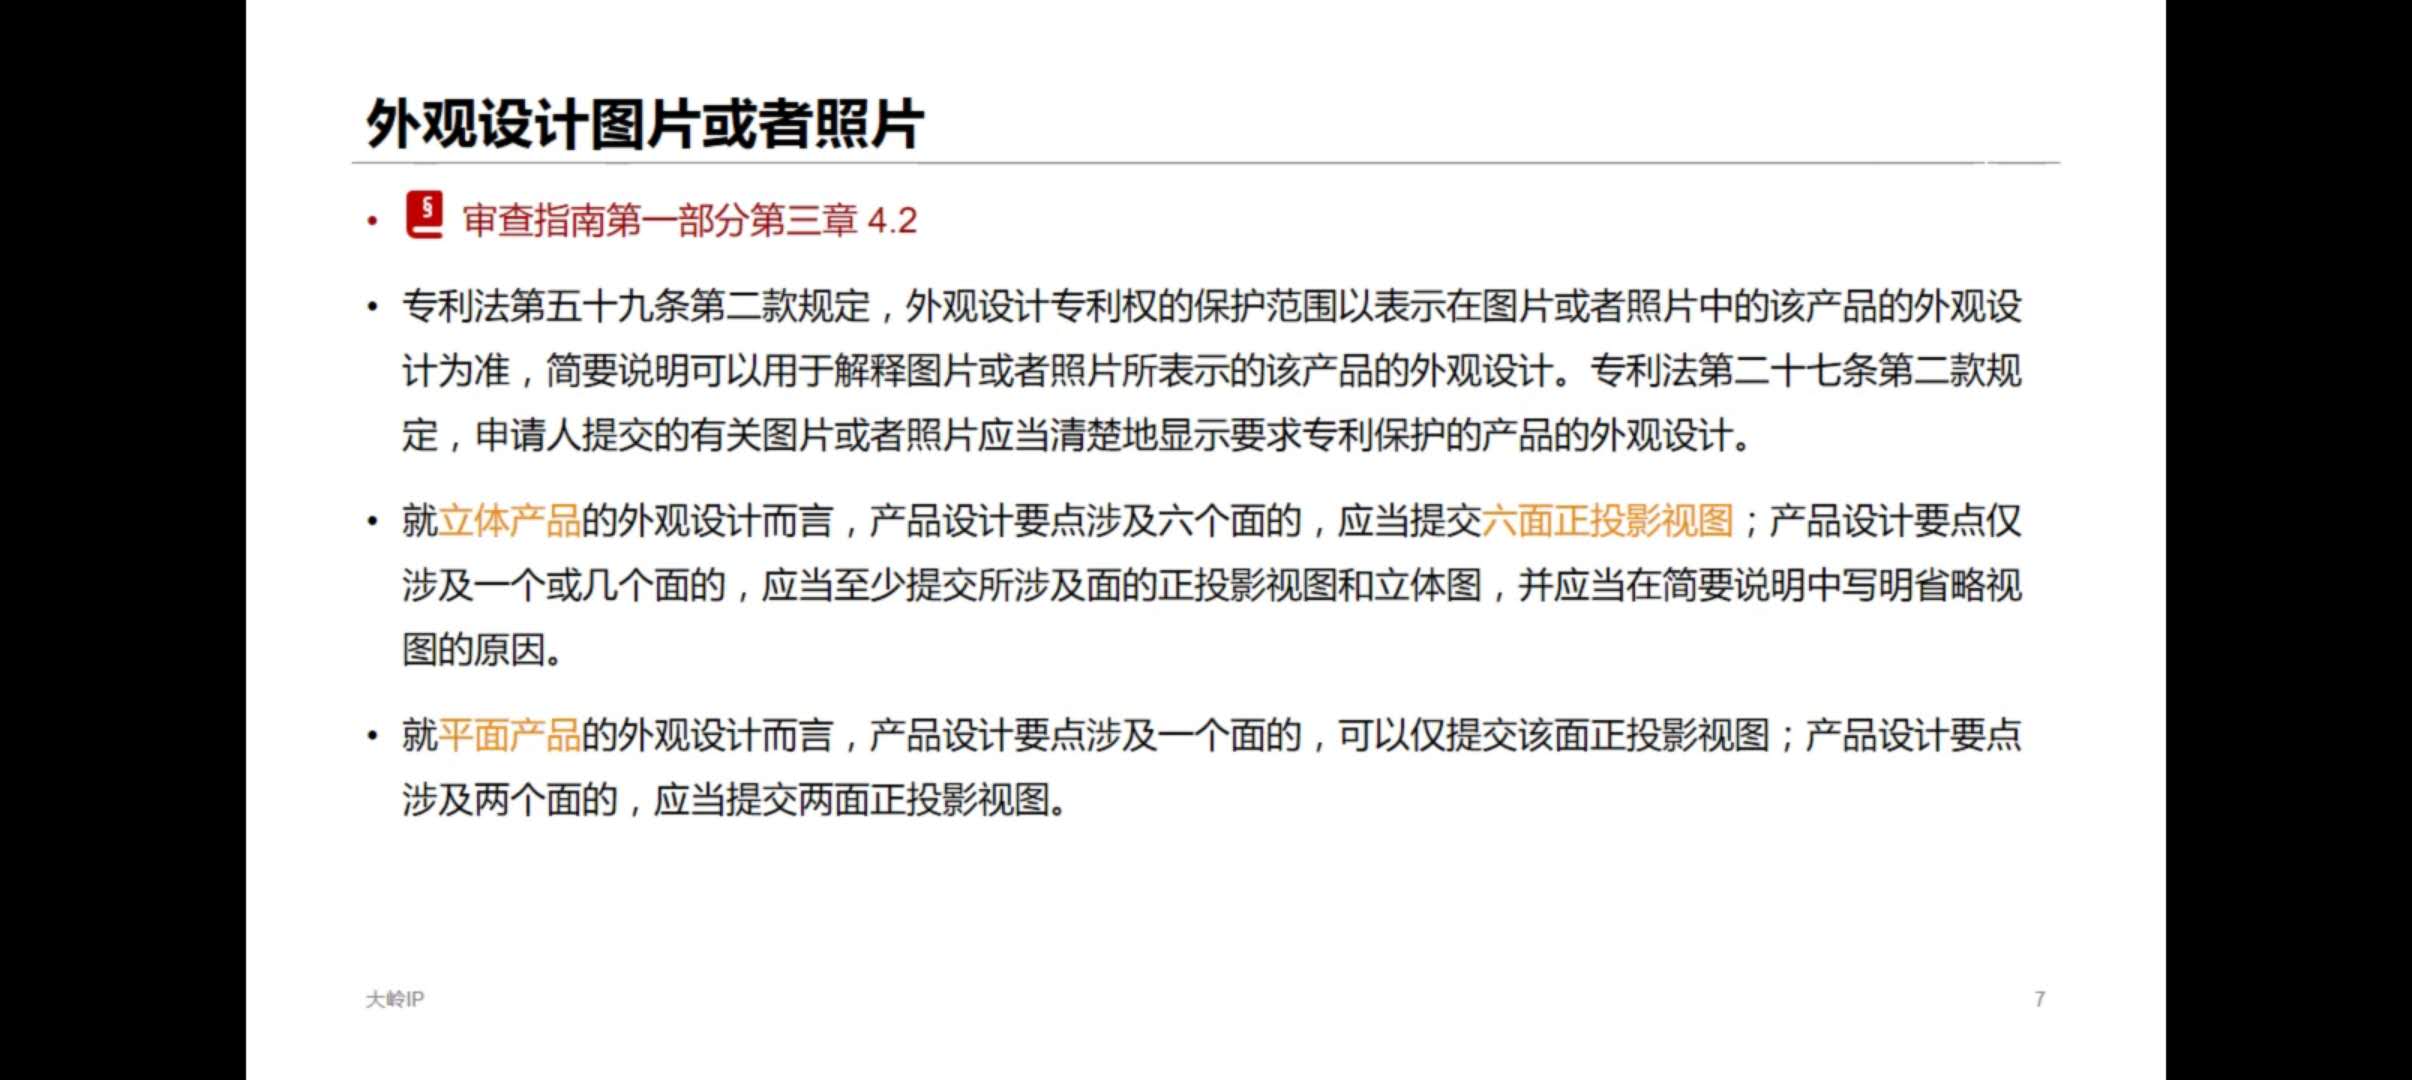 外观设计图片或者照片
• § 审查指南第一部分第三章 4.2
• 专利法第五十九条第二款规定，外观设计专利权的保护范围以表示在图片或者照片中的该产品的外观设
计为准，简要说明可以用于解释图片或者照片所表示的该产品的外观设计。专利法第二十七条第二款规
定，申请人提交的有关图片或者照片应当清楚地显示要求专利保护的产品的外观设计。
• 就立体产品的外观设计而言，产品设计要点涉及六个面的，应当提交六面正投影视图；产品设计要点仅
涉及一个或几个面的，应当至少提交所涉及面的正投影视图和立体图，并应当在简要说明中写明省略视
图的原因。
• 就平面产品的外观设计而言，产品设计要点涉及一个面的，可以仅提交该面正投影视图；产品设计要点
涉及两个面的，应当提交两面正投影视图。
大岭IP
7